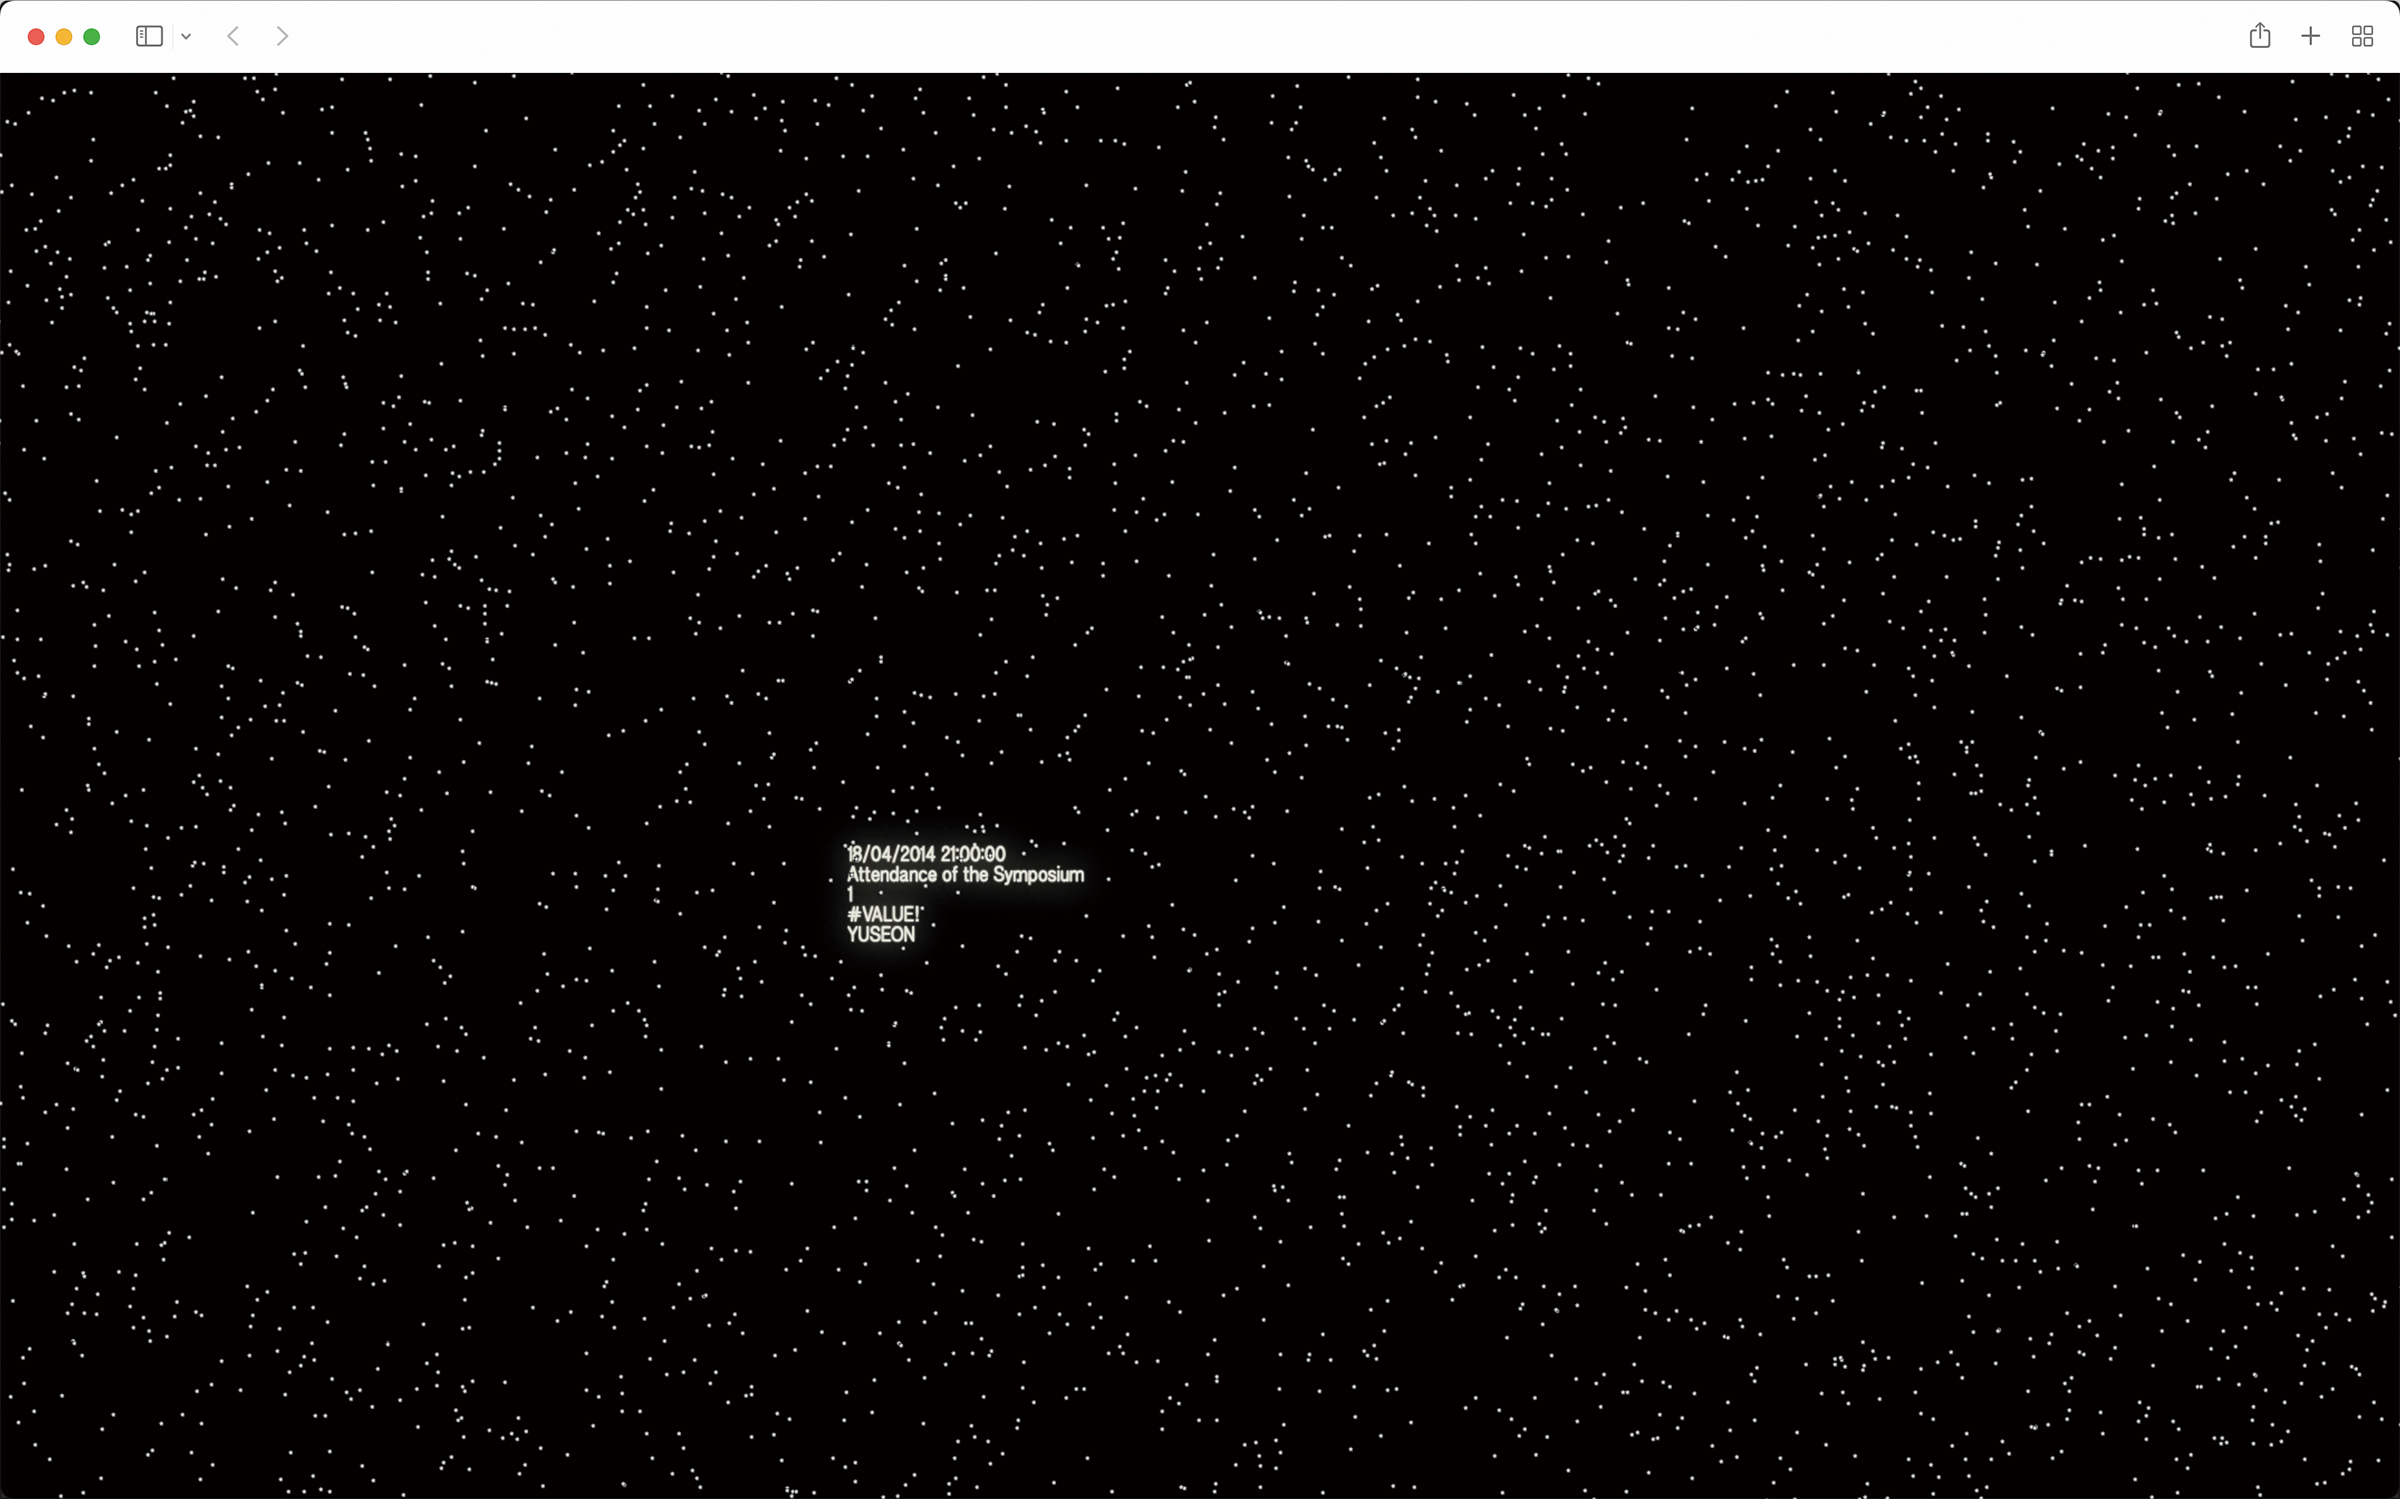 18/04/2014 21:00:00
Attendance of the Symposium
1
#VALUE!
YUSEON